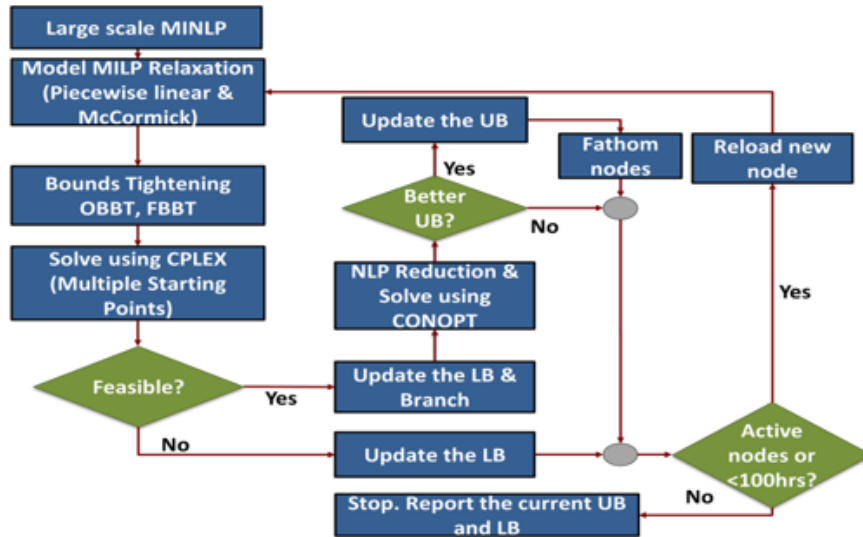 Large scale MINLP
Model MILP Relaxation
(Piecewise linear &
McCormick)
Bounds Tightening
OBBT, FBBT
Solve using CPLEX
(Multiple Starting
Points)
Feasible?
Yes
No
Update the LB &
Branch
NLP Reduction &
Solve using
CONOPT
Better
UB?
Yes
No
Update the UB
Fathom
nodes
Update the LB
Active
nodes or
<100hrs?
Yes
No
Reload new
node
Stop. Report the current UB
and LB